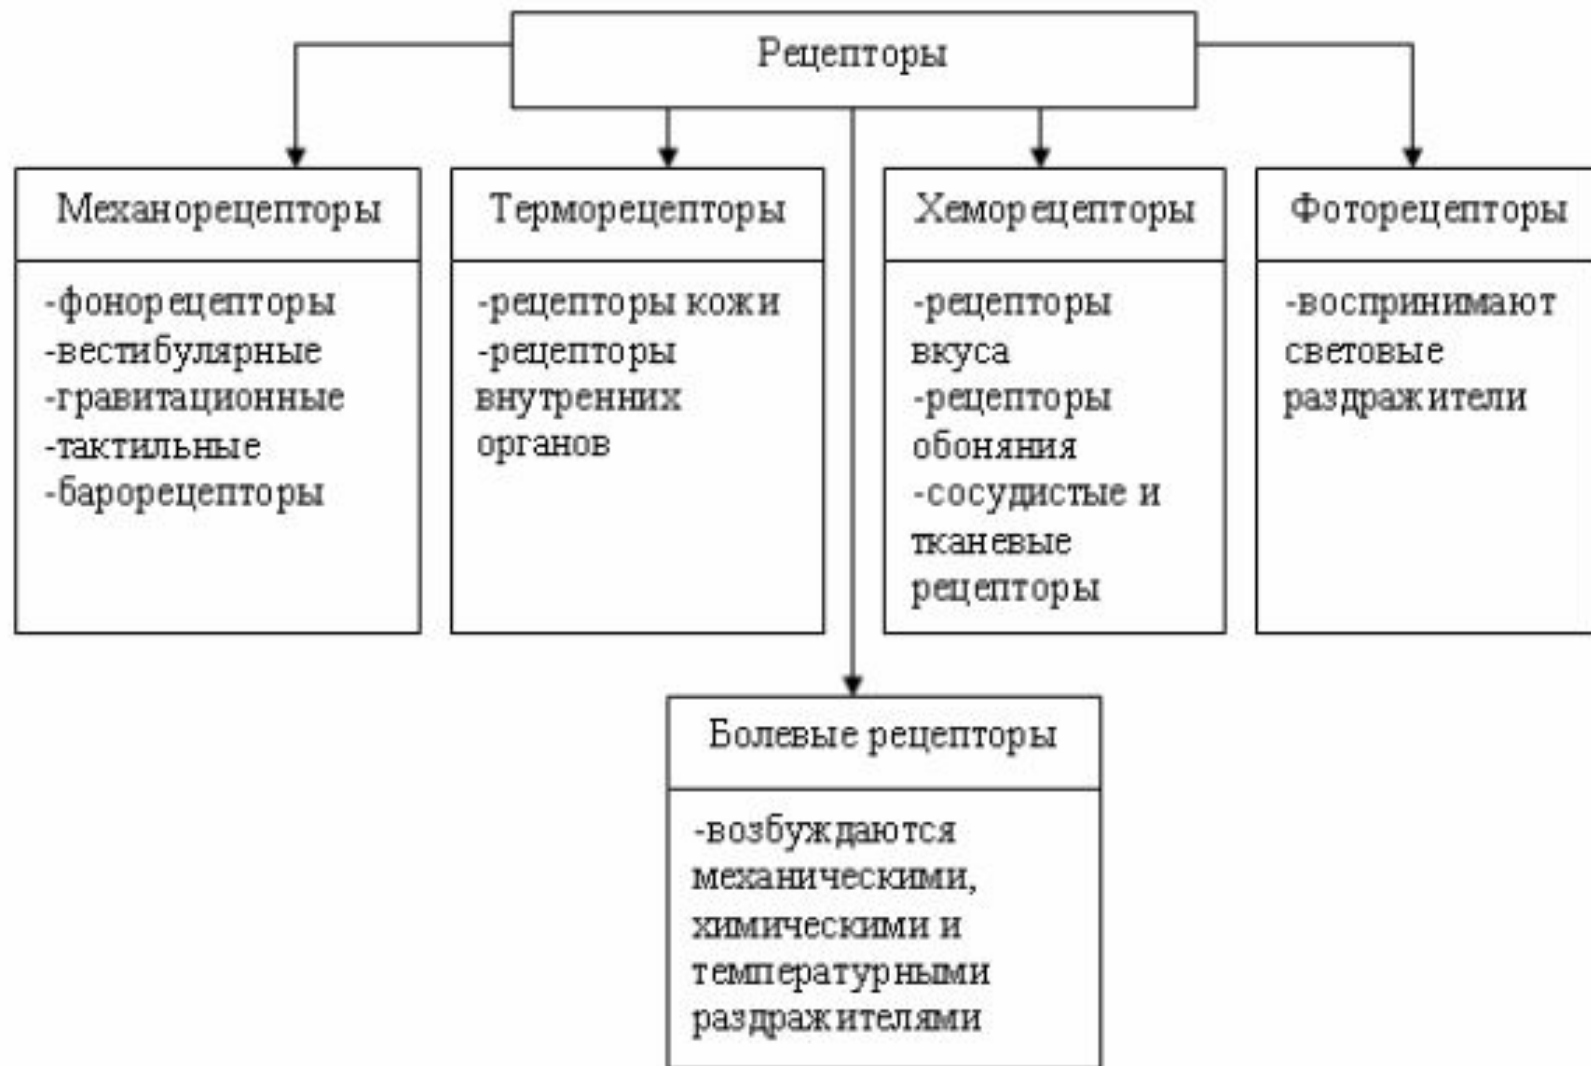 Рецепторы
Механорецепторы
-фонорецепторы
-вестибулярные
-гравитационные
-тактильные
-барорецепторы
Терморецепторы
-рецепторы кожи
-рецепторы
внутренних
органов
Хеморецепторы
-рецепторы
вкуса
-рецепторы
обоняния
-сосудистые и
тканевые
рецепторы
Фоторецепторы
-воспринимают
световые
раздражители
Болевые рецепторы
-возбуждаются
механическими,
химическими и
температурными
раздражителями